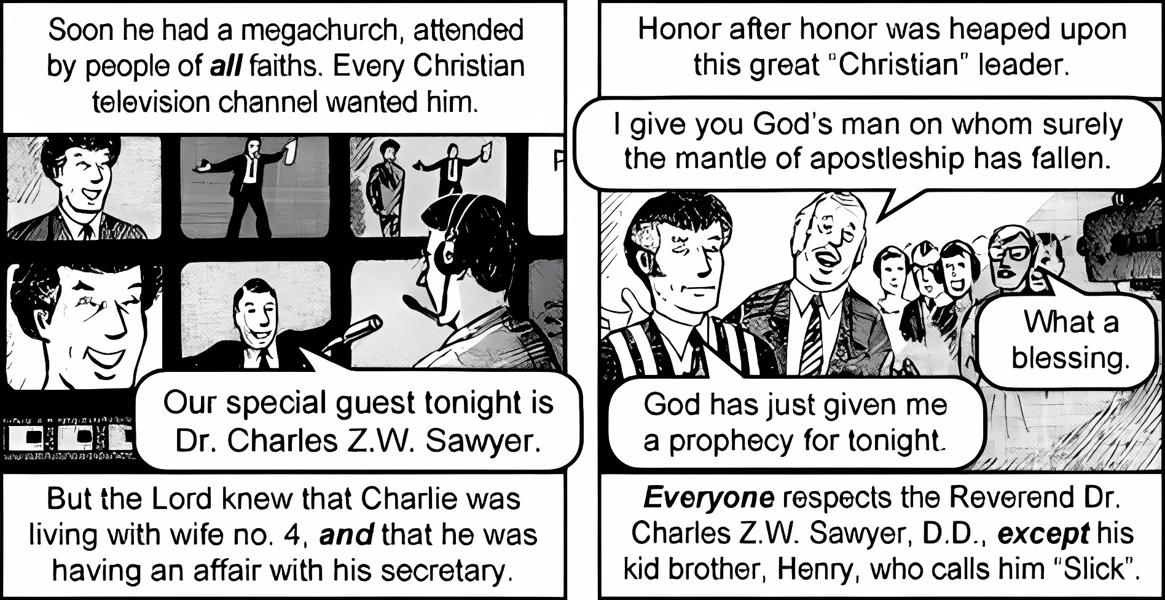 Soon he had a megachurch, attended
by people of all faiths. Every Christian
television channel wanted him.
Our special guest tonight is
Dr. Charles Z.W. Sawyer.
But the Lord knew that Charlie was
living with wife no. 4, and that he was
having an affair with his secretary.
Honor after honor was heaped upon
this great "Christian" leader.
I give you God's man on whom surely
the mantle of apostleship has fallen.
What a
blessing.
God has just given me
a prophecy for tonight.
Everyone respects the Reverend Dr.
Charles Z.W. Sawyer, D.D., except his
kid brother, Henry, who calls him "Slick".